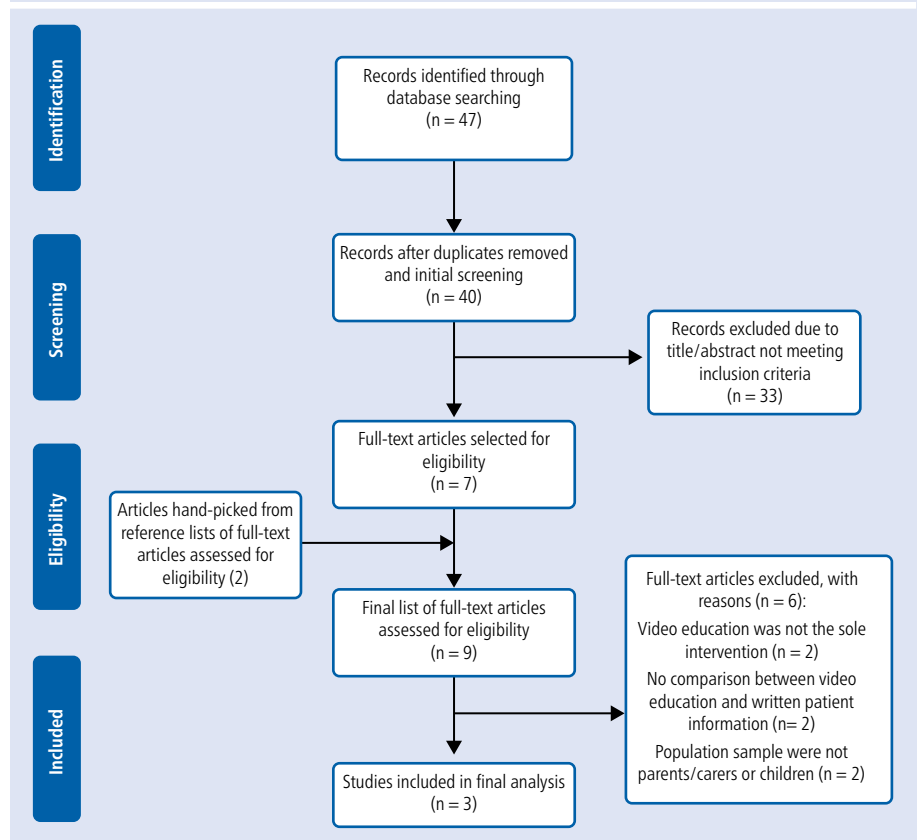 Identification
Records identified through
database searching
(n = 47)
Screening
Records after duplicates removed
and initial screening
(n = 40)
Records excluded due to
title/abstract not meeting
inclusion criteria
(n = 33)
Eligibility
Full-text articles selected for
eligibility
(n = 7)
Articles hand-picked from
reference lists of full-text
articles assessed for
eligibility (2)
Final list of full-text articles
assessed for eligibility
(n = 9)
Full-text articles excluded, with
reasons (n = 6):
Video education was not the sole
intervention (n = 2)
No comparison between video
education and written patient
information (n= 2)
Population sample were not
parents/carers or children (n = 2)
Included
Studies included in final analysis
(n = 3)